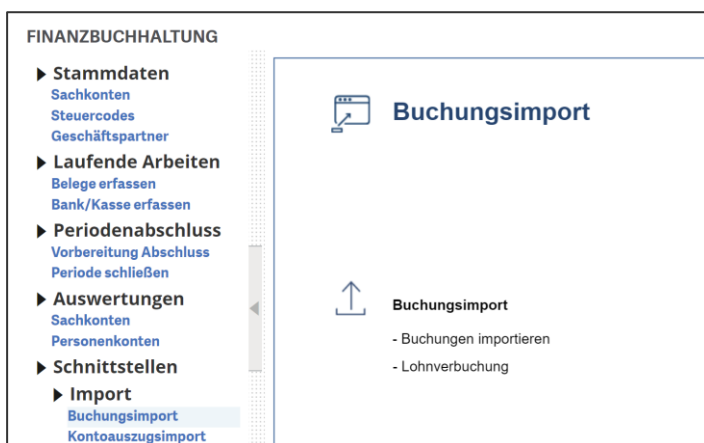 FINANZBUCHHALTUNG
Stammdaten
Sachkonten
Steuercodes
Geschäftspartner
Laufende Arbeiten
Belege erfassen
Bank/Kasse erfassen
Periodenabschluss
Vorbereitung Abschluss
Periode schließen
Auswertungen
Sachkonten
Personenkonten
Schnittstellen
Import
Buchungsimport
Kontoauszugsimport
Buchungsimport
Buchungsimport
- Buchungen importieren
- Lohnverbuchung